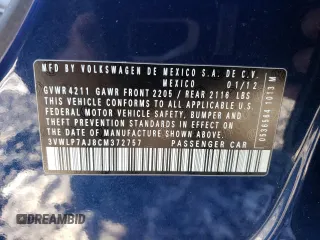 MFD. BY VOLKSWAGEN DE MEXICO S.A. DE C.V.
MEXICO 01/12
GVWR 4211 GAWR FRONT 2205 / REAR 2116 LBS
THIS VEHICLE CONFORMS TO ALL APPLICABLE U.S.
FEDERAL MOTOR VEHICLE SAFETY, BUMPER AND
THEFT PREVENTION STANDARDS IN EFFECT ON THE
DATE OF MANUFACTURE SHOWN ABOVE.
3VWLP7AJ8CM372757 PASSENGER CAR
1013 M
DREAMBID